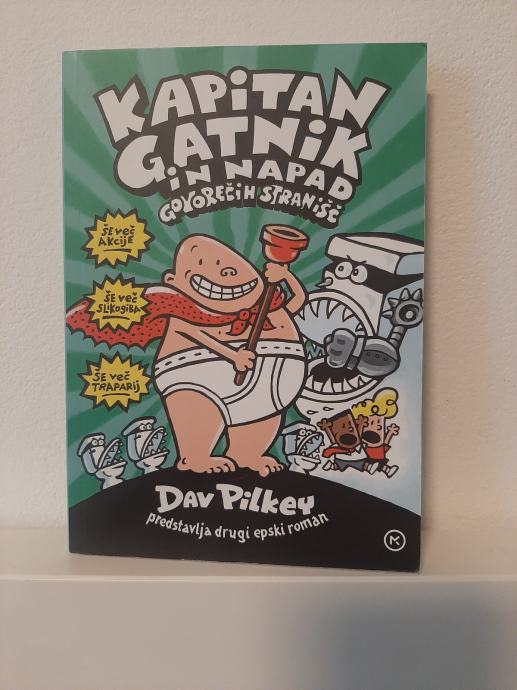 KAPiTAN
GATNiK
iN NAPAD
GOVOREČiH STRANiŠČ
ŠE več
AKCiJE
ŠE več
SLiKOGiBA
ŠE več
TRAPARiJ
DAV PiLKEY
predstavlja drugi epski roman
M